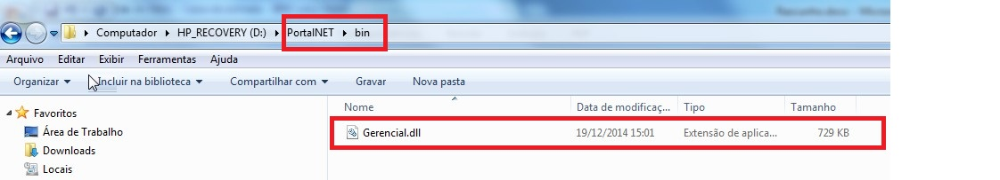 Computador HP_RECOVERY (D:) PortalNET bin
Arquivo Editar Exibir Ferramentas Ajuda
Organizar Incluir na biblioteca Compartilhar com Gravar Nova pasta
Nome Data de modificaç... Tipo Tamanho
Favoritos
Gerencial.dll 19/12/2014 15:01 Extensão de aplica... 729 KB
Área de Trabalho
Downloads
Locais